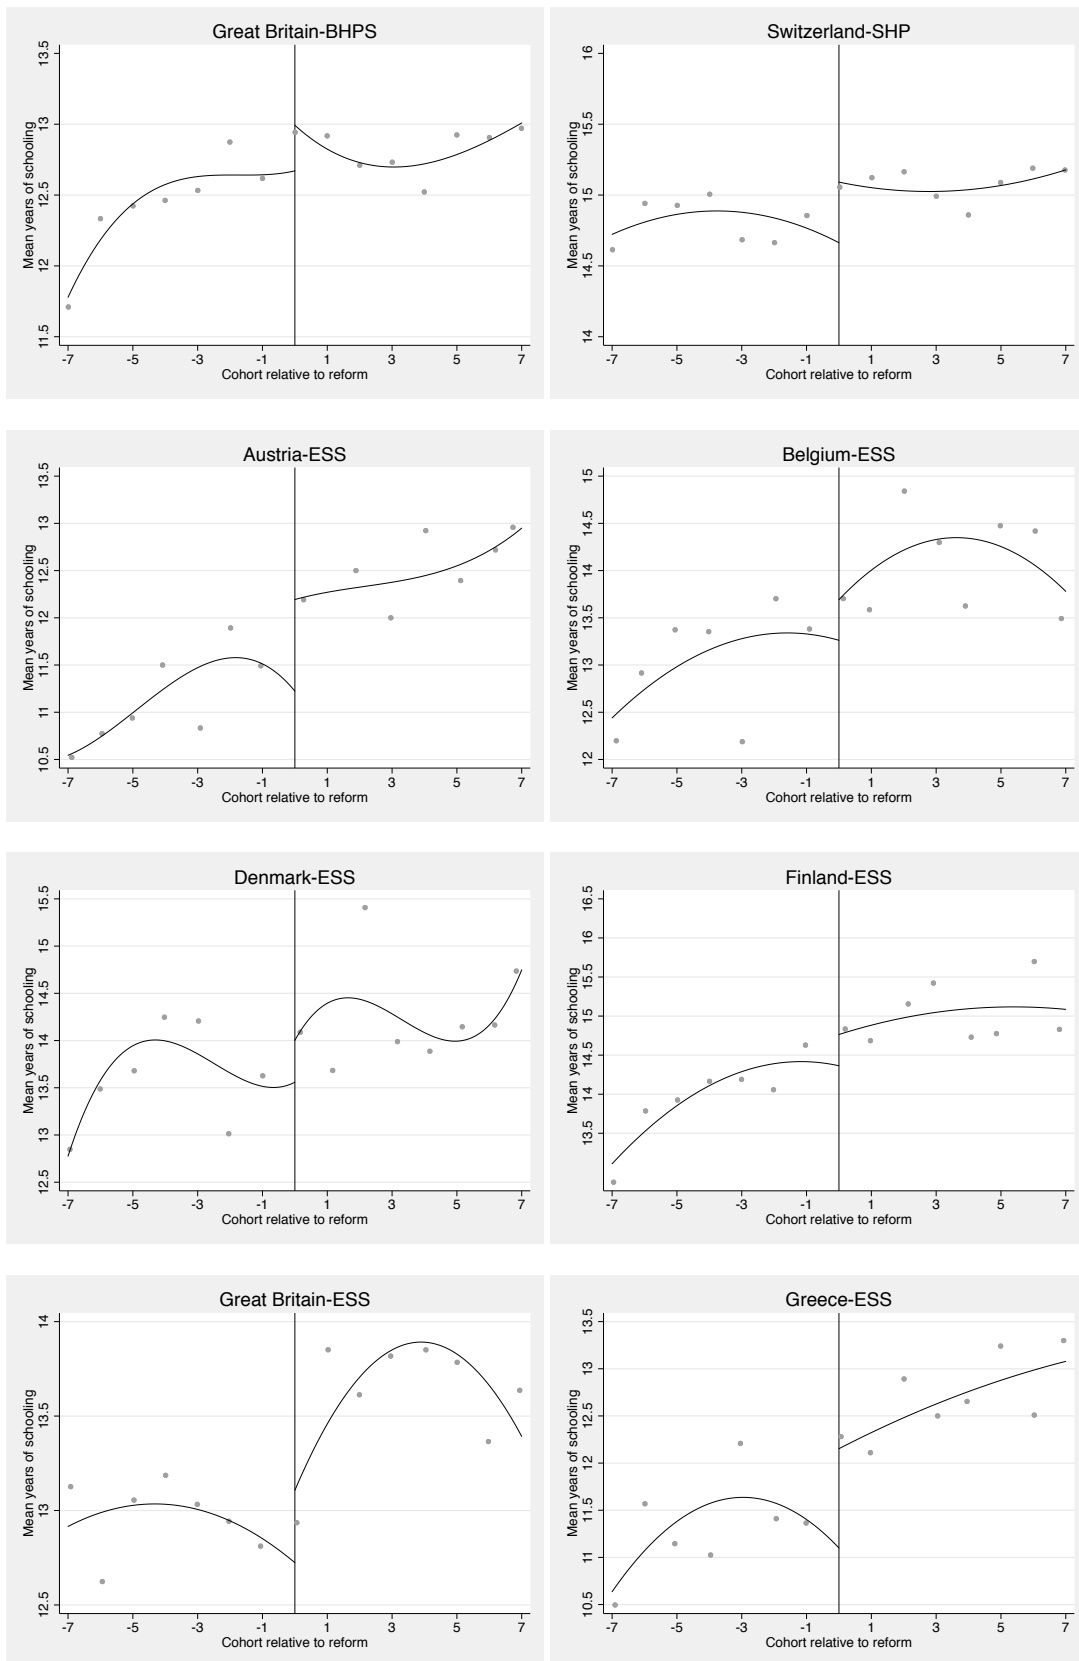 Great Britain-BHPS
Mean years of schooling
13.5
13
12.5
12
11.5
-7 -5 -3 -1 1 3 5 7
Cohort relative to reform
Switzerland-SHP
Mean years of schooling
16
15.5
15
14.5
14
-7 -5 -3 -1 1 3 5 7
Cohort relative to reform
Austria-ESS
Mean years of schooling
13.5
13
12.5
12
11.5
11
10.5
-7 -5 -3 -1 1 3 5 7
Cohort relative to reform
Belgium-ESS
Mean years of schooling
15
14.5
14
13.5
13
12.5
12
-7 -5 -3 -1 1 3 5 7
Cohort relative to reform
Denmark-ESS
Mean years of schooling
15.5
15
14.5
14
13.5
13
12.5
-7 -5 -3 -1 1 3 5 7
Cohort relative to reform
Finland-ESS
Mean years of schooling
16.5
16
15.5
15
14.5
14
13.5
-7 -5 -3 -1 1 3 5 7
Cohort relative to reform
Great Britain-ESS
Mean years of schooling
14
13.5
13
12.5
-7 -5 -3 -1 1 3 5 7
Cohort relative to reform
Greece-ESS
Mean years of schooling
13.5
13
12.5
12
11.5
11
10.5
-7 -5 -3 -1 1 3 5 7
Cohort relative to reform